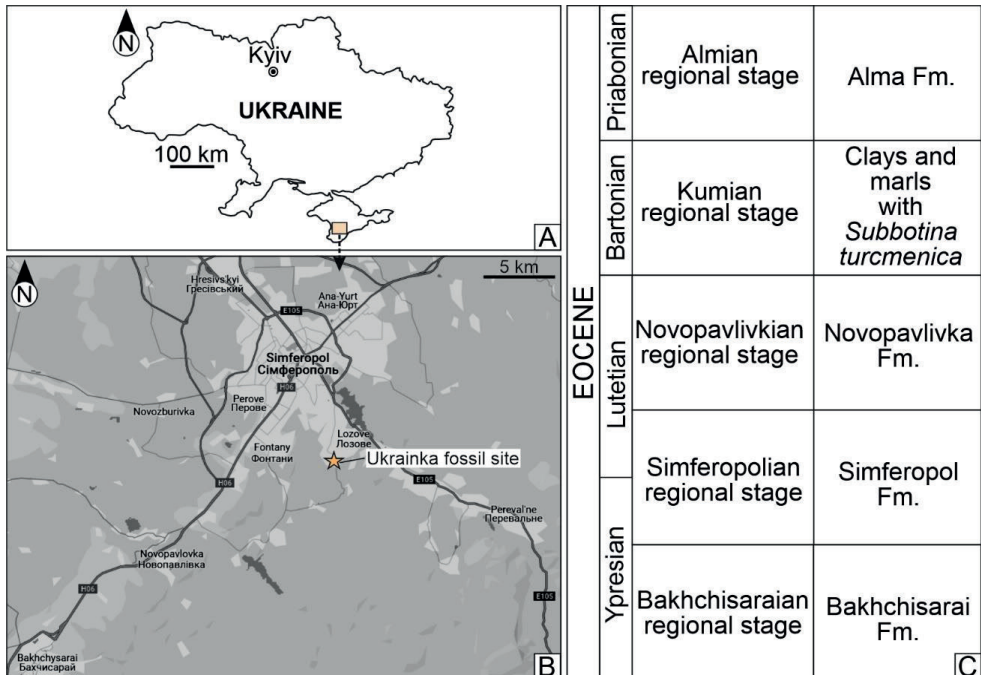 N
Kyiv
UKRAINE
100 km
A
N
5 km
Hresivs'kyi
Гресівський
Ana-Yurt
Ана-Юрт
E105
Simferopol
Сімферополь
H06
Perove
Перове
Novozburivka
Lozove
Лозове
Fontany
Фонтани
Ukrainka fossil site
H06
E105
Pereval'ne
Перевальне
Novopavlovka
Новопавлівка
H06
E105
Bakhchysarai
Бахчисарай
B
EOCENE
Priabonian
Almian
regional stage
Alma Fm.
Bartonian
Kumian
regional stage
Clays and
marls
with
Subbotina
turcmenica
Lutetian
Novopavlivkian
regional stage
Novopavlivka
Fm.
Simferopolian
regional stage
Simferopol
Fm.
Ypresian
Bakhchisaraian
regional stage
Bakhchisarai
Fm.
C